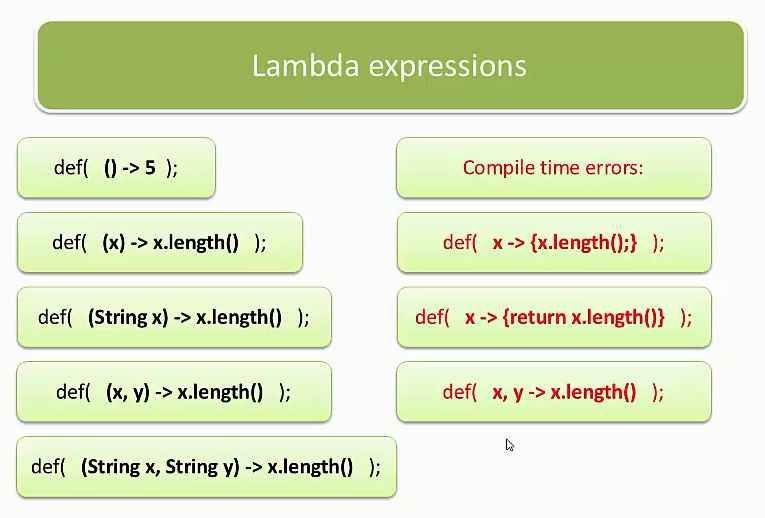 Lambda expressions
def( () -> 5 );
def( (x) -> x.length() );
def( (String x) -> x.length() );
def( (x, y) -> x.length() );
def( (String x, String y) -> x.length() );
Compile time errors:
def( x -> {x.length();} );
def( x -> {return x.length()} );
def( x, y -> x.length() );